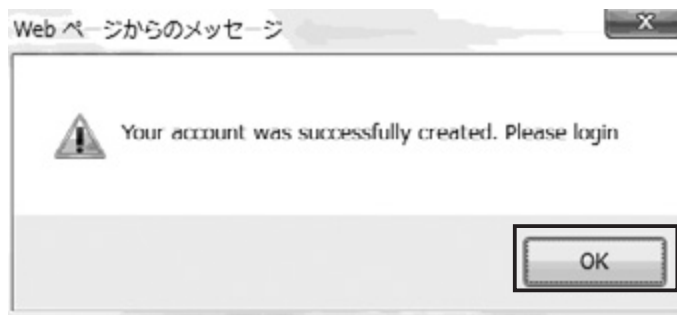 Web ページからのメッセージ
Your account was successfully created. Please login
OK